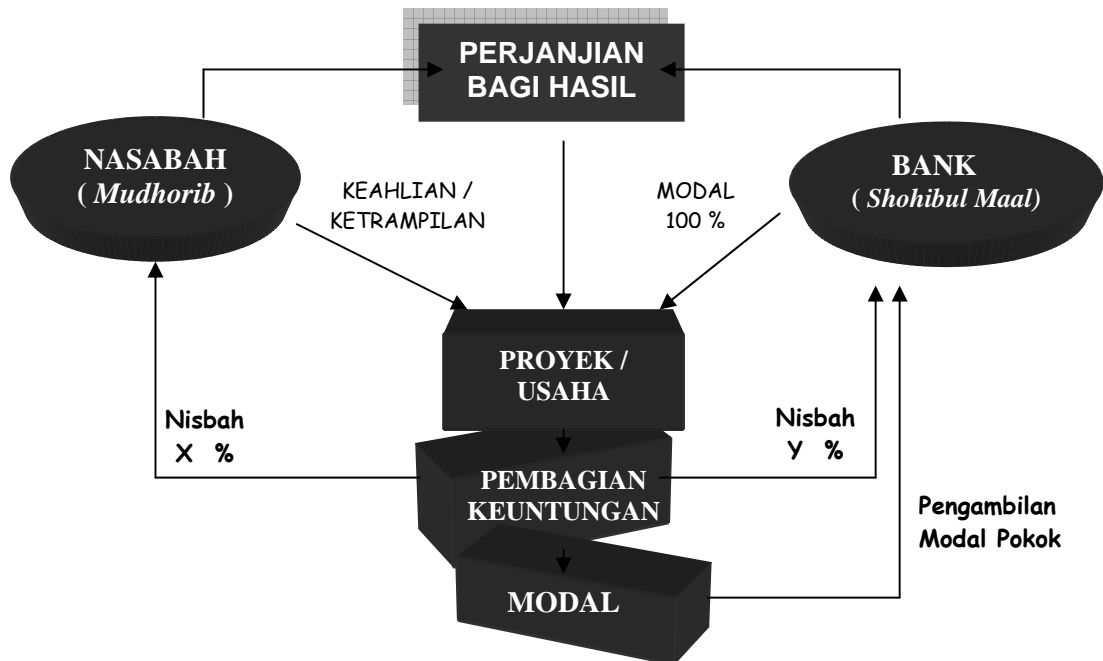 PERJANJIAN
BAGI HASIL
NASABAH
( Mudhorib )
BANK
( Shohibul Maal)
KEAHLIAN /
KETRAMPILAN
MODAL
100 %
PROYEK /
USAHA
Nisbah
X %
Nisbah
Y %
PEMBAGIAN
KEUNTUNGAN
Pengambilan
Modal Pokok
MODAL